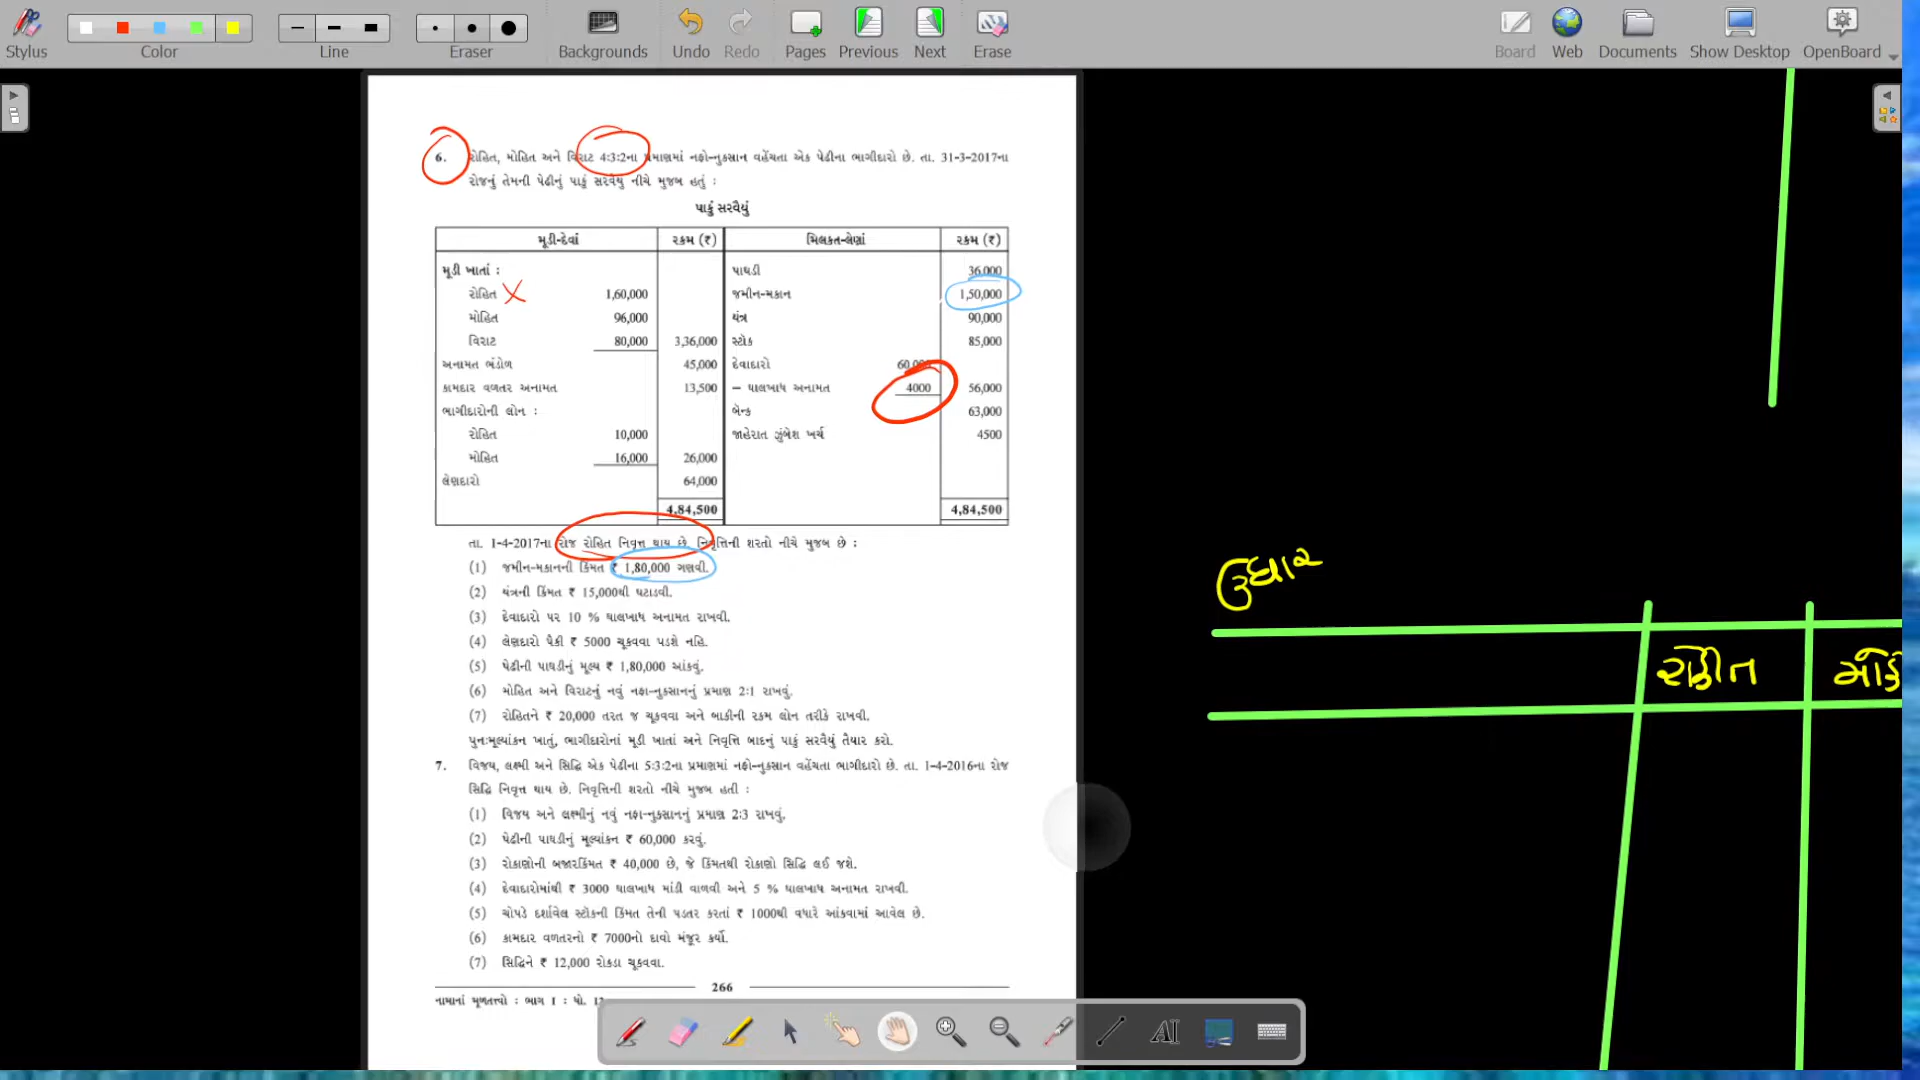 Stylus
Color
Line
Eraser
Backgrounds
Undo
Redo
Pages
Previous
Next
Erase
Board
Web
Documents
Show Desktop
OpenBoard
6. રોહિત, મોહિત અને વિરાટ 4:3:2ના પ્રમાણમાં નફો-નુકસાન વહેંચતા એક પેઢીના ભાગીદારો છે. તા. 31-3-2017ના
રોજનું તેમની પેઢીનું પાકું સરવૈયું નીચે મુજબ હતું :
પાકું સરવૈયું
મૂડી-દેવાં રકમ (₹) મિલકત-લેણાં રકમ (₹)
મૂડી ખાતાં : પાઘડી 36,000
રોહિત X 1,60,000 જમીન-મકાન 1,50,000
મોહિત 96,000 યંત્ર 90,000
વિરાટ 80,000 3,36,000 સ્ટૉક 85,000
અનામત ભંડોળ 45,000 દેવાદારો
કામદાર વળતર અનામત 13,500 – ઘાલખાધ અનામત 4000 56,000
ભાગીદારોની લોન : બૅન્ક 63,000
રોહિત 10,000 જાહેરાત ઝુંબેશ ખર્ચ 4500
મોહિત 16,000 26,000
લેણદારો 64,000
4,84,500 4,84,500
તા. 1-4-2017ના રોજ રોહિત નિવૃત્ત થાય છે. નિવૃત્તિની શરતો નીચે મુજબ છે :
(1) જમીન-મકાનની કિંમત ₹ 1,80,000 ગણવી.
(2) યંત્રની કિંમત ₹ 15,000થી ઘટાડવી.
(3) દેવાદારો પર 10 % ઘાલખાધ અનામત રાખવી.
(4) લેણદારો પૈકી ₹ 5000 ચૂકવવા પડશે નહિ.
(5) પેઢીની પાઘડીનું મૂલ્ય ₹ 1,80,000 આંકવું.
(6) મોહિત અને વિરાટનું નવું નફા-નુકસાનનું પ્રમાણ 2:1 રાખવું.
(7) રોહિતને ₹ 20,000 તરત જ ચૂકવવા અને બાકીની રકમ લોન તરીકે રાખવી.
પુનઃમૂલ્યાંકન ખાતું, ભાગીદારોનાં મૂડી ખાતાં અને નિવૃત્તિ બાદનું પાકું સરવૈયું તૈયાર કરો.
7. વિજય, લક્ષ્મી અને સિદ્ધિ એક પેઢીના 5:3:2ના પ્રમાણમાં નફો-નુકસાન વહેંચતા ભાગીદારો છે. તા. 1-4-2016ના રોજ
સિદ્ધિ નિવૃત્ત થાય છે. નિવૃત્તિની શરતો નીચે મુજબ હતી :
(1) વિજય અને લક્ષ્મીનું નવું નફા-નુકસાનનું પ્રમાણ 2:3 રાખવું.
(2) પેઢીની પાઘડીનું મૂલ્યાંકન ₹ 60,000 કરવું.
(3) રોકાણોની બજારકિંમત ₹ 40,000 છે, જે કિંમતથી રોકાણો સિદ્ધિ લઈ જશે.
(4) દેવાદારોમાંથી ₹ 3000 ઘાલખાધ માંડી વાળવી અને 5 % ઘાલખાધ અનામત રાખવી.
(5) ચોપડે દર્શાવેલ સ્ટૉકની કિંમત તેની પડતર કરતાં ₹ 1000થી વધારે આંકવામાં આવેલ છે.
(6) કામદાર વળતરનો ₹ 7000નો દાવો મંજૂર કર્યો.
(7) સિદ્ધિને ₹ 12,000 રોકડા ચૂકવવા.
266
નામાનાં મૂળતત્ત્વો : ભાગ I : ધો.
ઉધાર
રોહીત